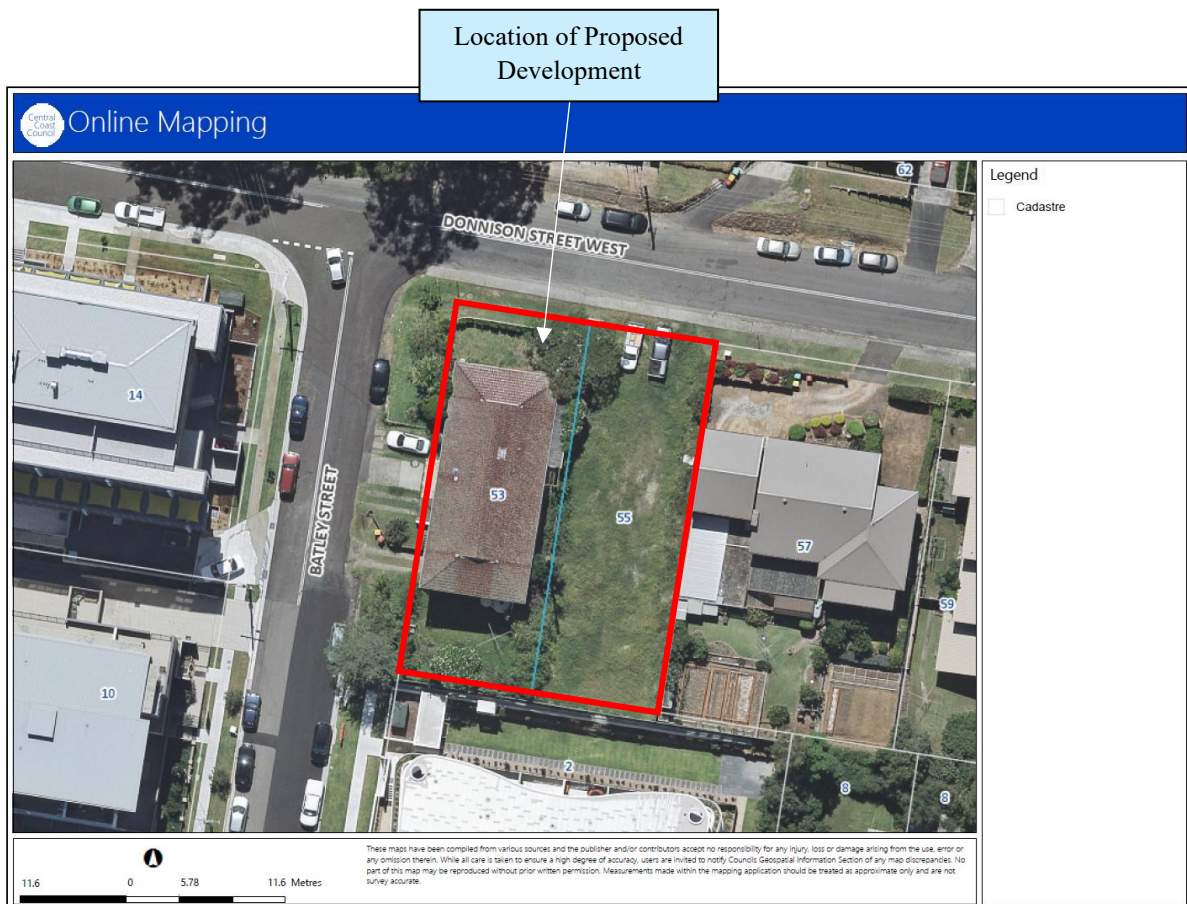 Location of Proposed
Development
Central
Coast
Council
Online Mapping
Legend
Cadastre
62
DONNISON STREET WEST
14
BATLEY STREET
53
55
57
59
10
2
8
8
11.6
0
5.78
11.6 Metres
These maps have been compiled from various sources and the publisher and/or contributors accept no responsibility for any injury, loss or damage arising from the use, error or
any omission therein. While all care is taken to ensure a high degree of accuracy, users are invited to notify Councils Geospatial Information Section of any map discrepancies. No
part of this map may be reproduced without prior written permission. Measurements made within the mapping application should be treated as approximate only and are not
survey accurate.